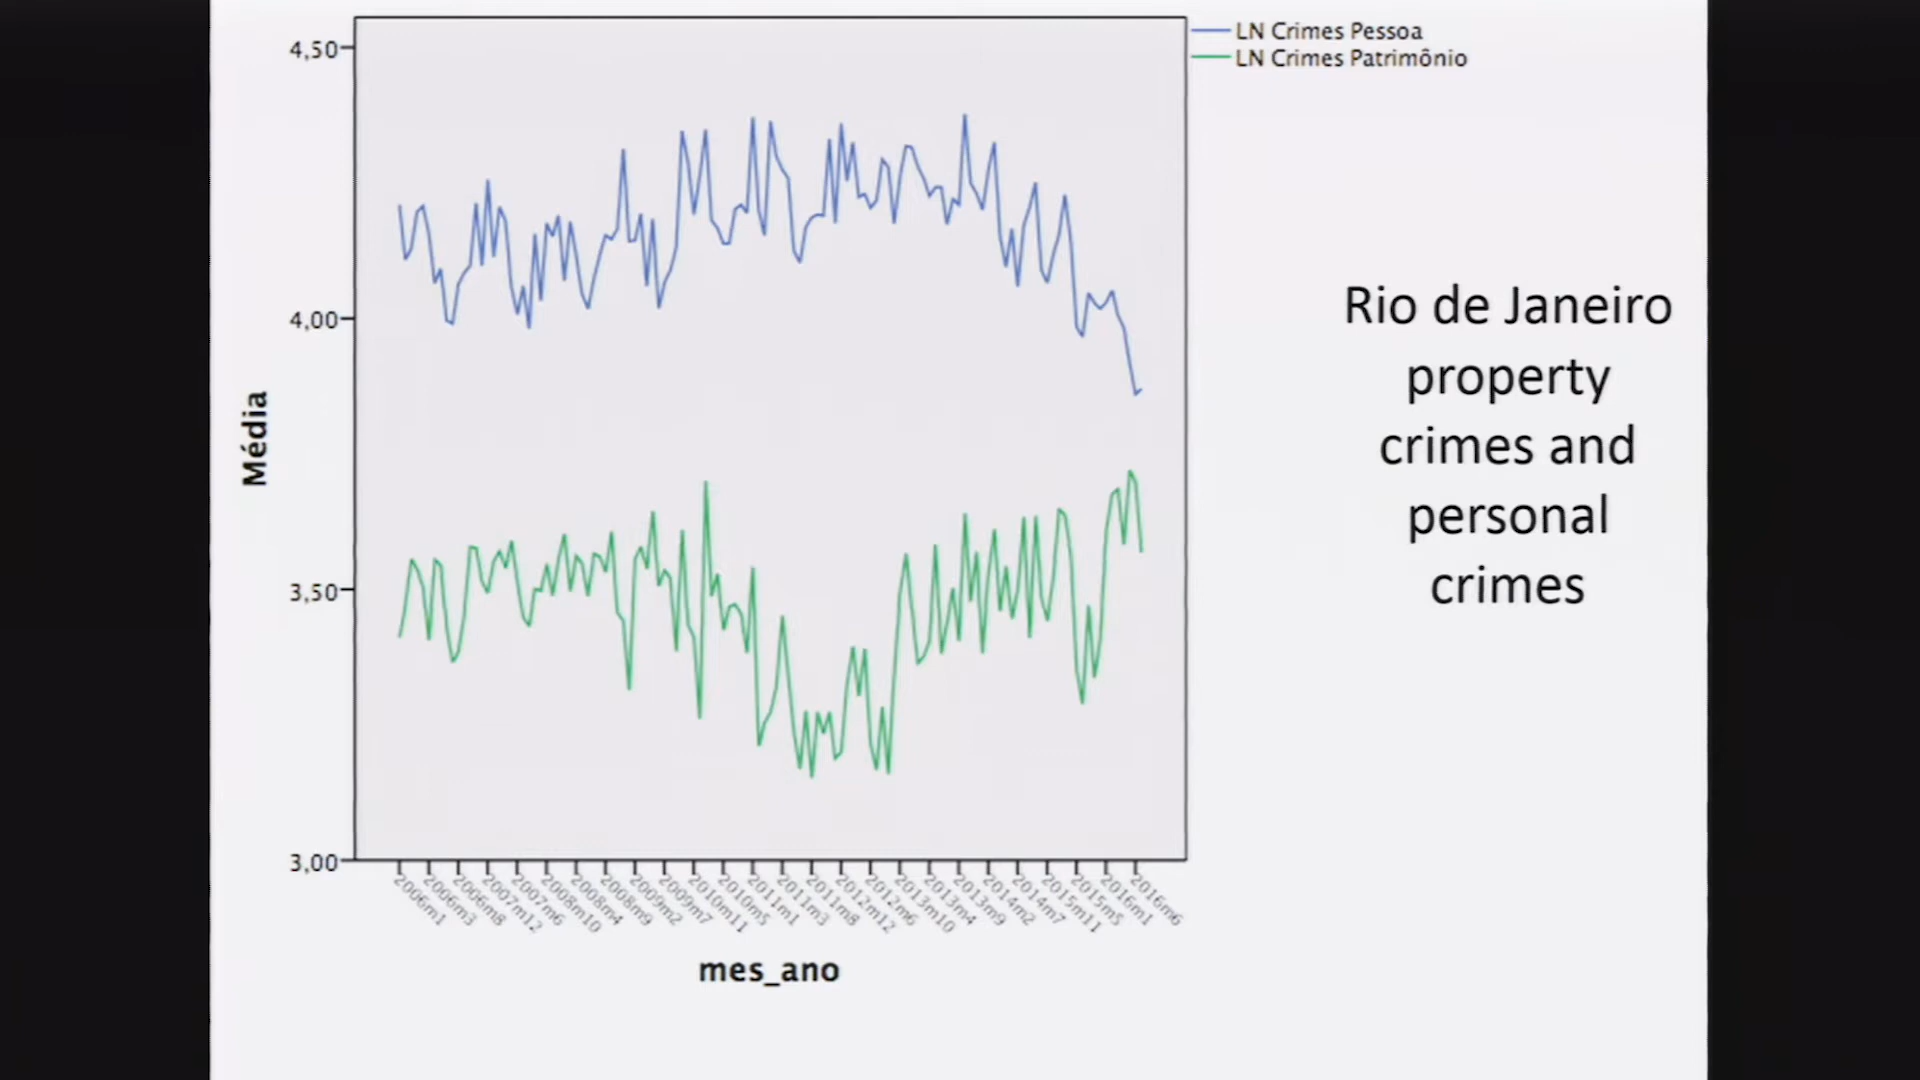 LN Crimes Pessoa
LN Crimes Patrimônio
4,50
4,00
3,50
3,00
Média
2006m1
2006m3
2006m8
2007m12
2007m6
2008m10
2008m4
2008m9
2009m2
2009m7
2010m11
2010m5
2011m1
2011m3
2011m8
2012m12
2012m6
2013m10
2013m4
2013m9
2014m2
2014m7
2015m11
2015m5
2016m1
2016m6
mes_ano
Rio de Janeiro
property
crimes and
personal
crimes